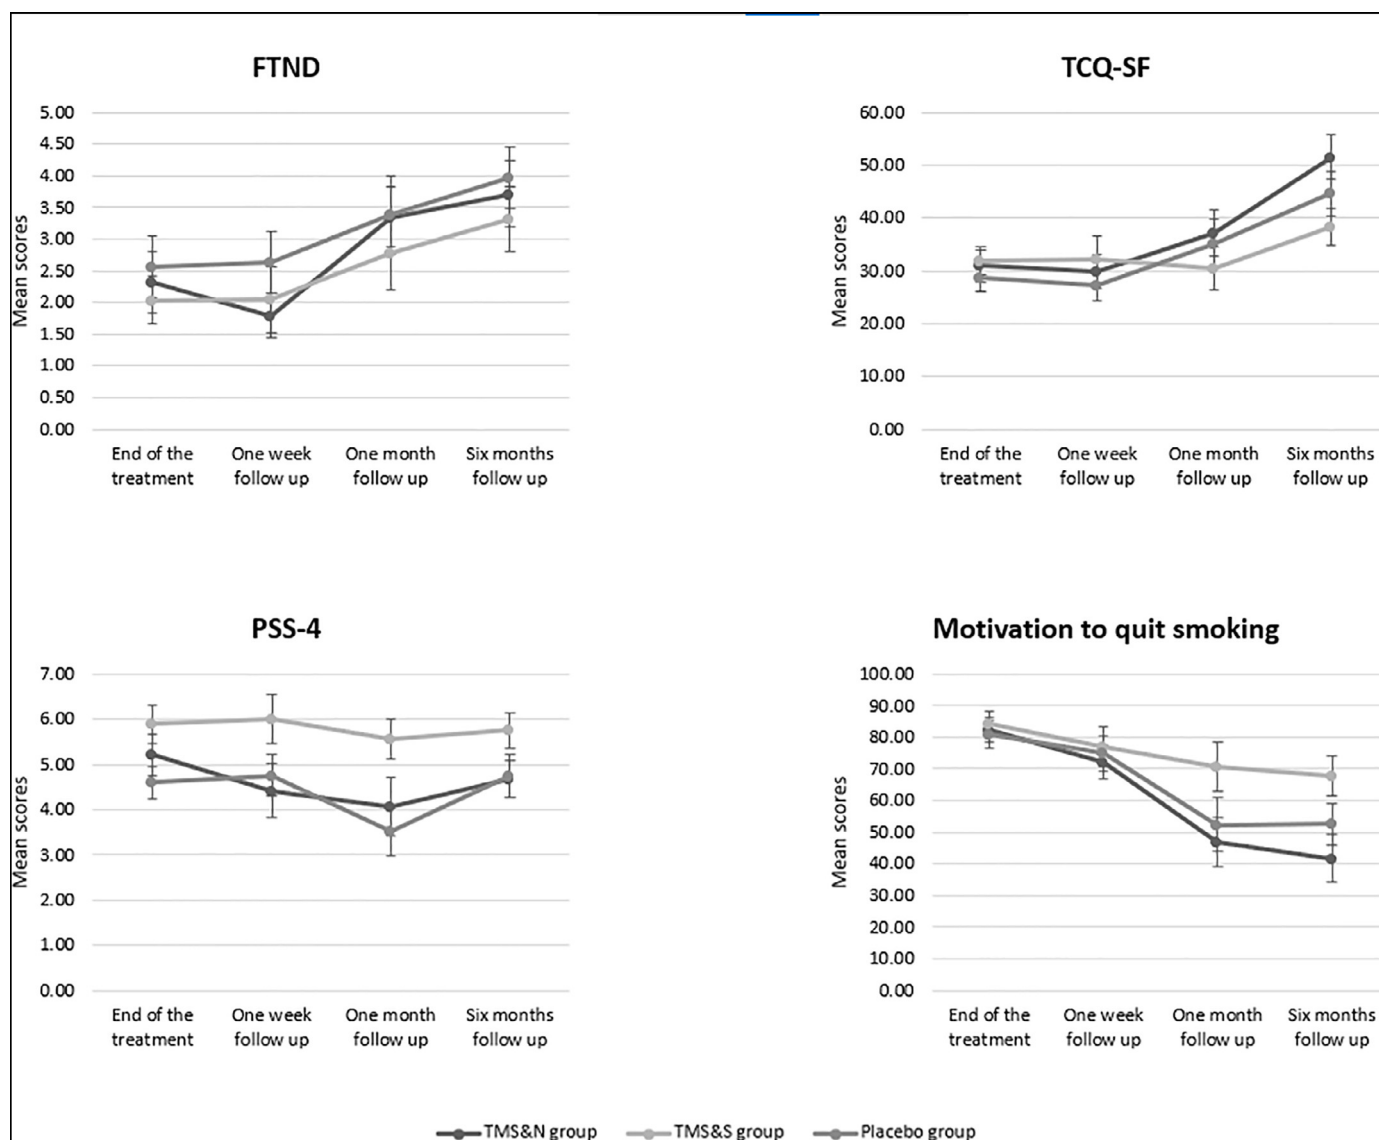 FTND
5.00
4.50
4.00
3.50
3.00
2.50
2.00
1.50
1.00
0.50
0.00
Mean scores
End of the treatment
One week follow up
One month follow up
Six months follow up
TCQ-SF
60.00
50.00
40.00
30.00
20.00
10.00
0.00
Mean scores
End of the treatment
One week follow up
One month follow up
Six months follow up
PSS-4
7.00
6.00
5.00
4.00
3.00
2.00
1.00
0.00
Mean scores
End of the treatment
One week follow up
One month follow up
Six months follow up
Motivation to quit smoking
100.00
90.00
80.00
70.00
60.00
50.00
40.00
30.00
20.00
10.00
0.00
Mean scores
End of the treatment
One week follow up
One month follow up
Six months follow up
TMS&N group TMS&S group Placebo group